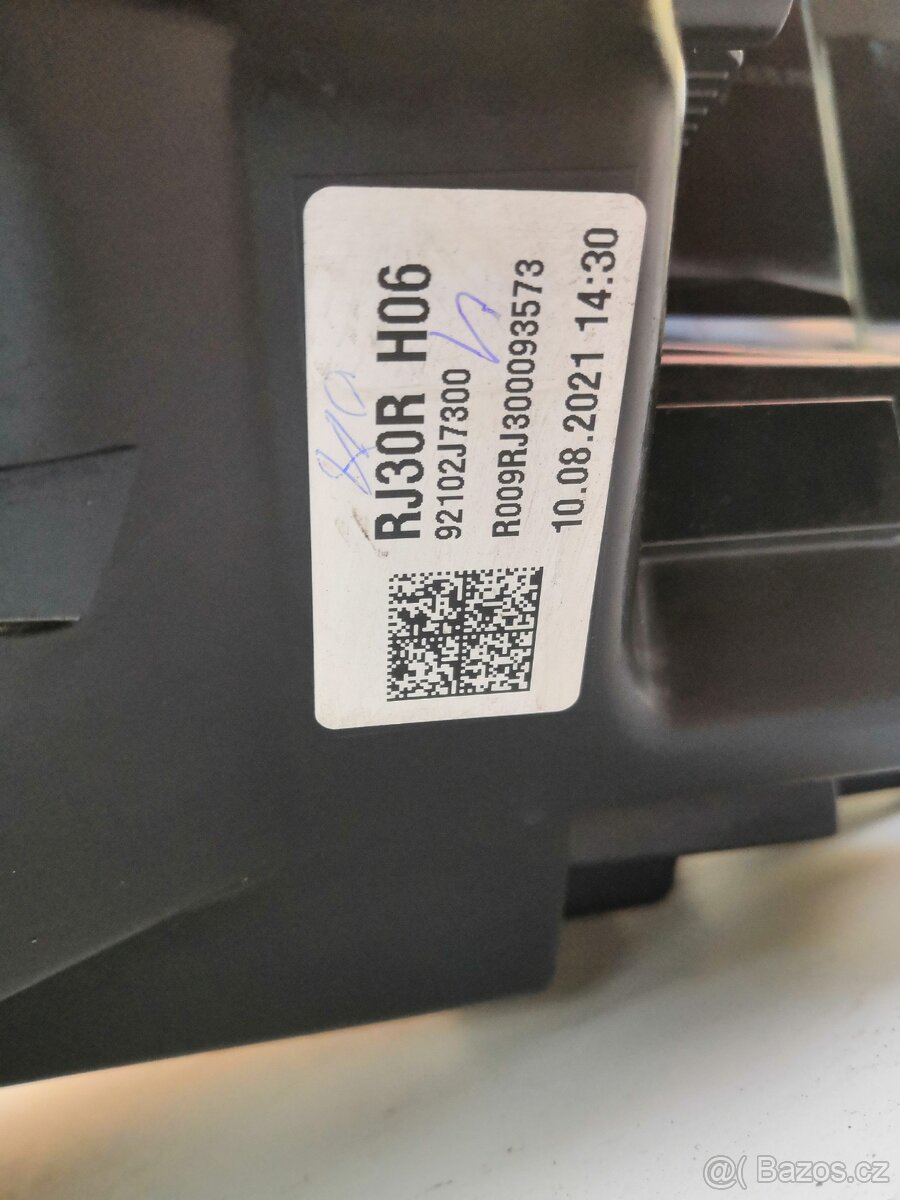 RJ30R H06
92102J7300
R009RJ300093573
10.08.2021 14:30
@( Bazos.cz